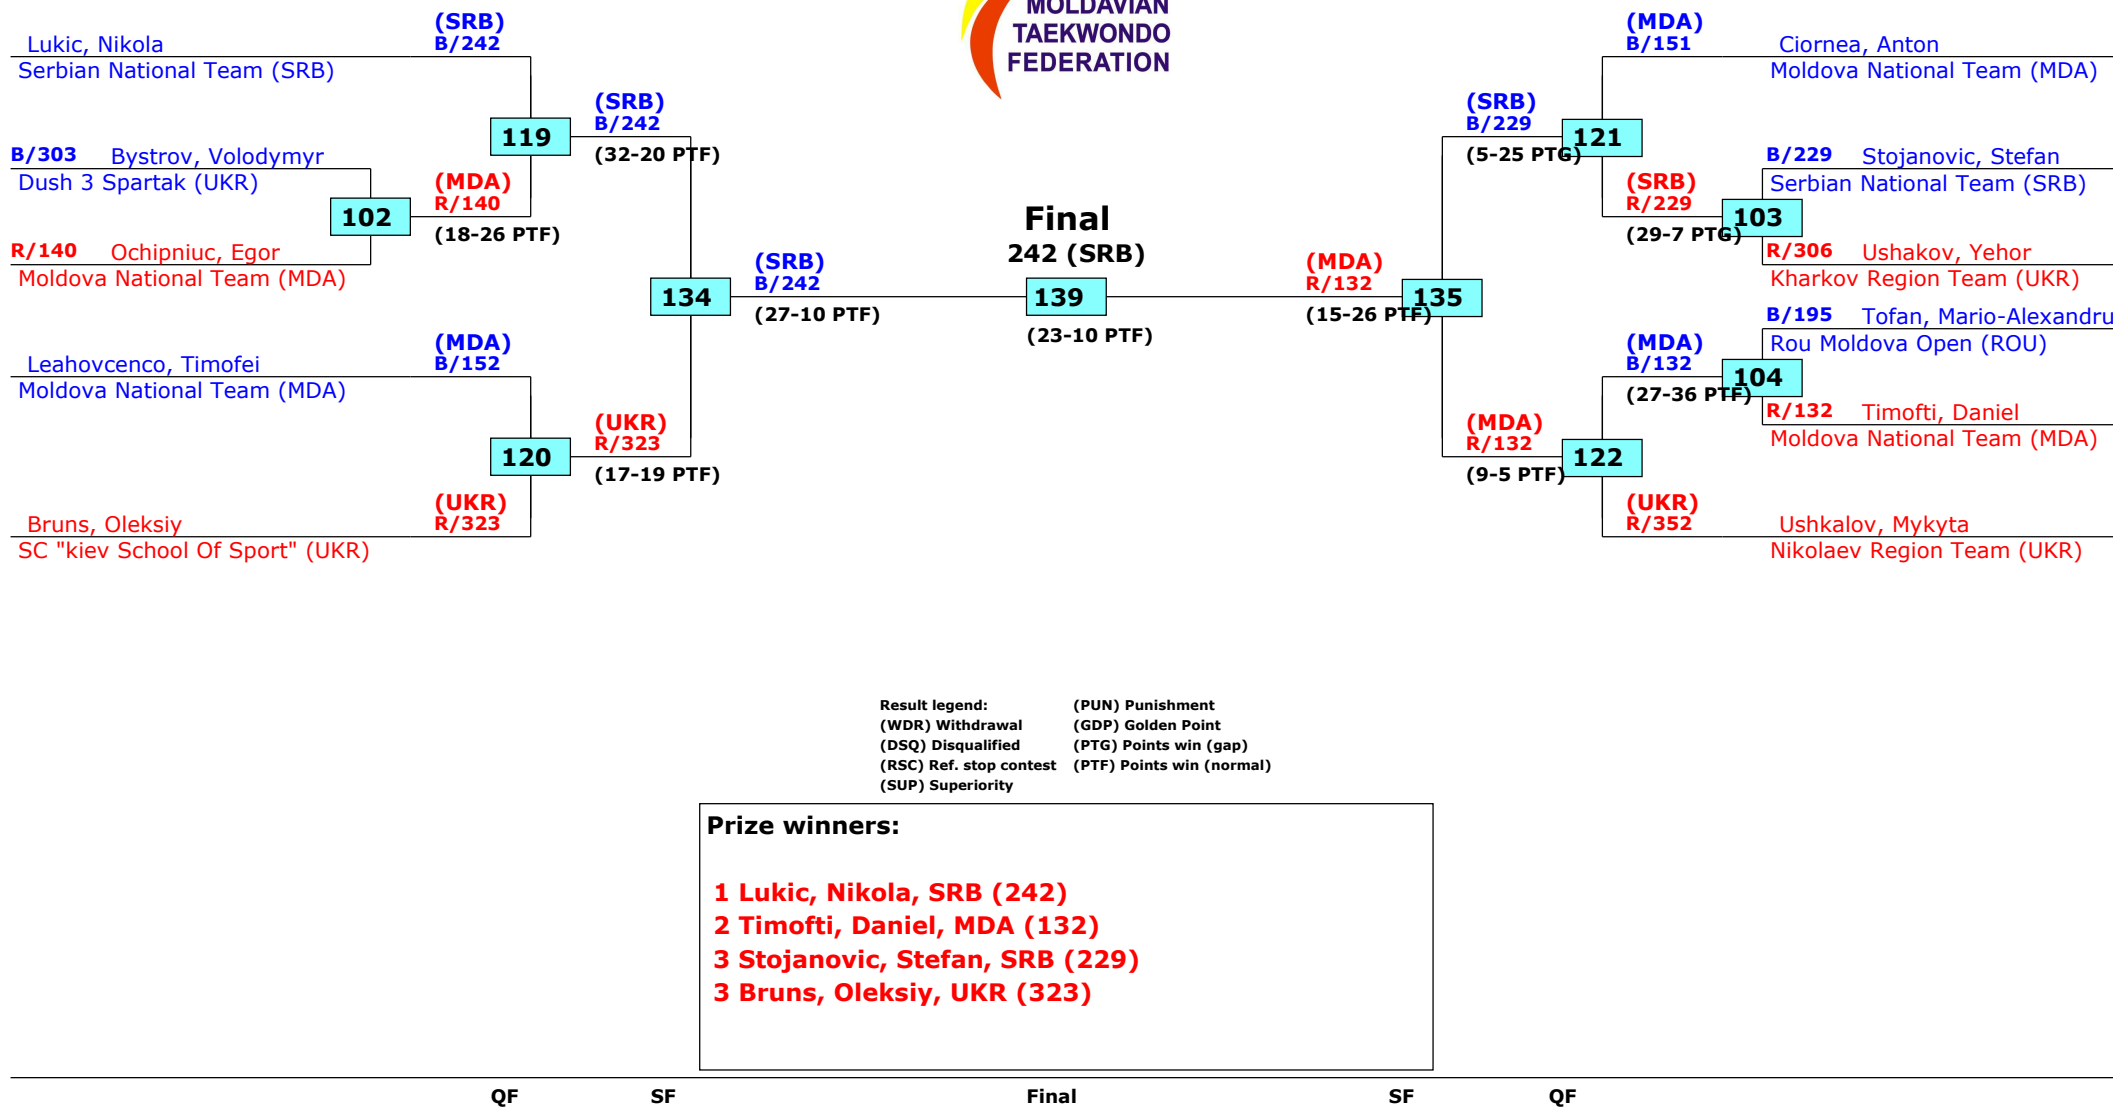 MOLDAVIAN
TAEKWONDO
FEDERATION
(SRB)
B/242
Lukic, Nikola
Serbian National Team (SRB)
(SRB)
B/242
119
(32-20 PTF)
B/303 Bystrov, Volodymyr
Dush 3 Spartak (UKR)
(MDA)
R/140
102
(18-26 PTF)
R/140 Ochipniuc, Egor
Moldova National Team (MDA)
(SRB)
B/242
134
(27-10 PTF)
(MDA)
B/152
Leahovcenco, Timofei
Moldova National Team (MDA)
(UKR)
R/323
120
(17-19 PTF)
(UKR)
R/323
Bruns, Oleksiy
SC "kiev School Of Sport" (UKR)
Final
242 (SRB)
139
(23-10 PTF)
(MDA)
B/151
Ciornea, Anton
Moldova National Team (MDA)
(SRB)
B/229
121
(5-25 PTG)
B/229 Stojanovic, Stefan
Serbian National Team (SRB)
(SRB)
R/229
103
(29-7 PTG)
R/306 Ushakov, Yehor
Kharkov Region Team (UKR)
(MDA)
R/132
135
(15-26 PTF)
B/195 Tofan, Mario-Alexandru
Rou Moldova Open (ROU)
(MDA)
B/132
104
(27-36 PTF)
R/132 Timofti, Daniel
Moldova National Team (MDA)
(MDA)
R/132
122
(9-5 PTF)
(UKR)
R/352
Ushkalov, Mykyta
Nikolaev Region Team (UKR)
Result legend: (PUN) Punishment
(WDR) Withdrawal (GDP) Golden Point
(DSQ) Disqualified (PTG) Points win (gap)
(RSC) Ref. stop contest (PTF) Points win (normal)
(SUP) Superiority
Prize winners:
1 Lukic, Nikola, SRB (242)
2 Timofti, Daniel, MDA (132)
3 Stojanovic, Stefan, SRB (229)
3 Bruns, Oleksiy, UKR (323)
QF SF Final SF QF